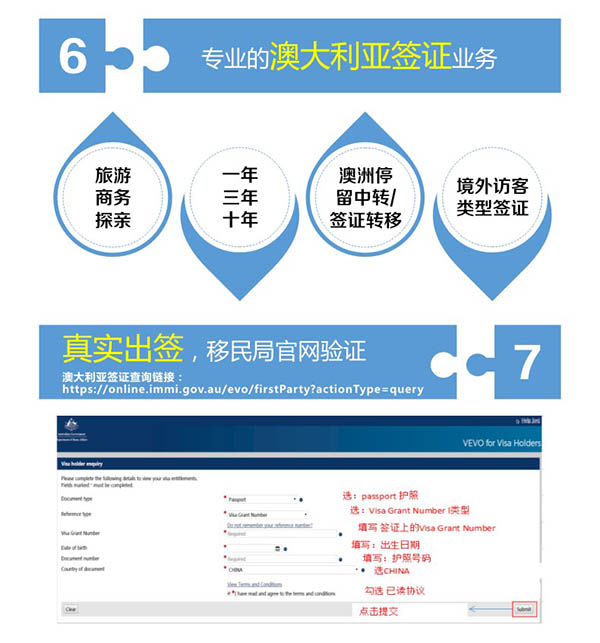 6
专业的澳大利亚签证业务
旅游
商务
探亲
一年
三年
十年
澳洲停
留中转/
签证转移
境外访客
类型签证
真实出签，移民局官网验证
7
澳大利亚签证查询链接：
https://online.immi.gov.au/evo/firstParty?actionType=query
Australian Government
Department of Home Affairs
Help
VEVO for Visa Holders
Visa holder enquiry
Please complete the following details to view your visa entitlements.
Fields marked * must be completed.
Document type * Passport 选：passport 护照
Reference type * Visa Grant Number 选：Visa Grant Number I类型
Do not remember your reference number?
Visa Grant Number * Required 填写 签证上的Visa Grant Number
Date of birth * 填写：出生日期
Document number * Required 填写：护照号码
Country of document * CHINA 选CHINA
View Terms and Conditions
* I have read and agree to the terms and conditions 勾选 已读协议
Clear 点击提交 Submit